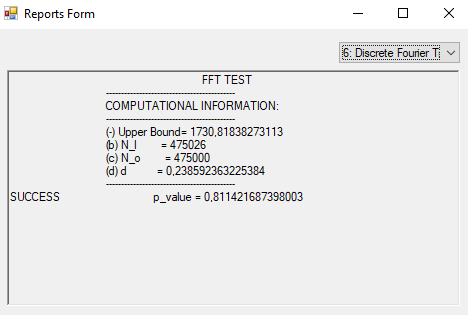 Reports Form
6: Discrete Fourier T
FFT TEST
--------------------------------------------
COMPUTATIONAL INFORMATION:
--------------------------------------------
(-) Upper Bound= 1730,81838273113
(b) N_l = 475026
(c) N_o = 475000
(d) d = 0,238592363225384
--------------------------------------------
SUCCESS p_value = 0,811421687398003